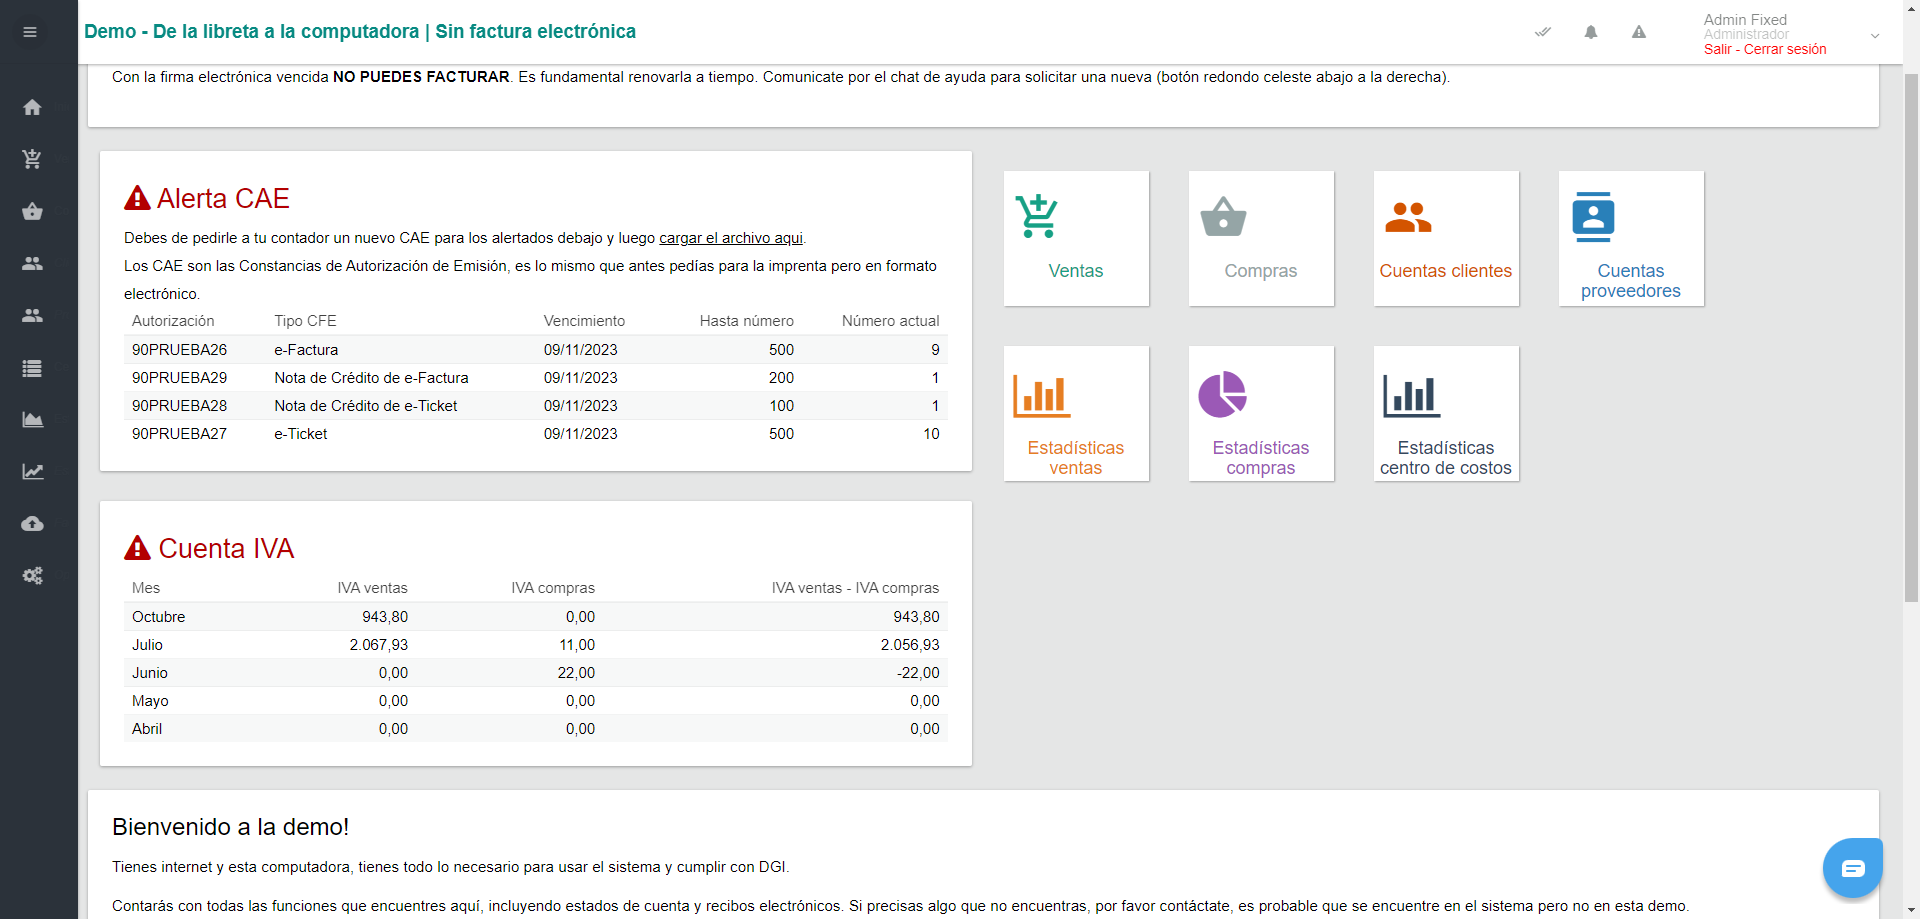 Demo - De la libreta a la computadora | Sin factura electrónica
Admin Fixed
Administrador
Salir - Cerrar sesión
Con la firma electrónica vencida NO PUEDES FACTURAR. Es fundamental renovarla a tiempo. Comunicate por el chat de ayuda para solicitar una nueva (botón redondo celeste abajo a la derecha).
Alerta CAE
Debes de pedirle a tu contador un nuevo CAE para los alertados debajo y luego cargar el archivo aqui.
Los CAE son las Constancias de Autorización de Emisión, es lo mismo que antes pedías para la imprenta pero en formato
electrónico.
Autorización Tipo CFE Vencimiento Hasta número Número actual
90PRUEBA26 e-Factura 09/11/2023 500 9
90PRUEBA29 Nota de Crédito de e-Factura 09/11/2023 200 1
90PRUEBA28 Nota de Crédito de e-Ticket 09/11/2023 100 1
90PRUEBA27 e-Ticket 09/11/2023 500 10
Ventas
Compras
Cuentas clientes
Cuentas
proveedores
Estadísticas
ventas
Estadísticas
compras
Estadísticas
centro de costos
Cuenta IVA
Mes IVA ventas IVA compras IVA ventas - IVA compras
Octubre 943,80 0,00 943,80
Julio 2.067,93 11,00 2.056,93
Junio 0,00 22,00 -22,00
Mayo 0,00 0,00 0,00
Abril 0,00 0,00 0,00
Bienvenido a la demo!
Tienes internet y esta computadora, tienes todo lo necesario para usar el sistema y cumplir con DGI.
Contarás con todas las funciones que encuentres aquí, incluyendo estados de cuenta y recibos electrónicos. Si precisas algo que no encuentras, por favor contáctate, es probable que se encuentre en el sistema pero no en esta demo.